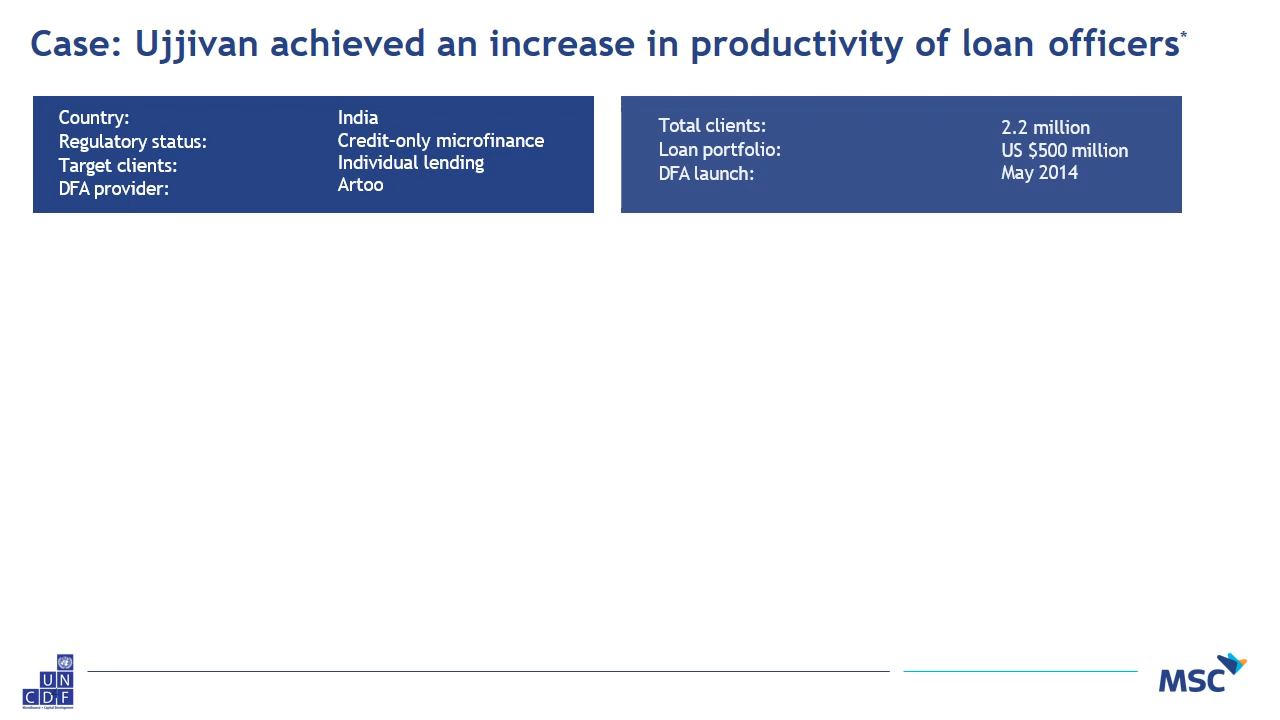 Case: Ujjivan achieved an increase in productivity of loan officers*
Country: India
Regulatory status: Credit-only microfinance
Target clients: Individual lending
DFA provider: Artoo
Total clients: 2.2 million
Loan portfolio: US $500 million
DFA launch: May 2014
UN
CDF
MSC